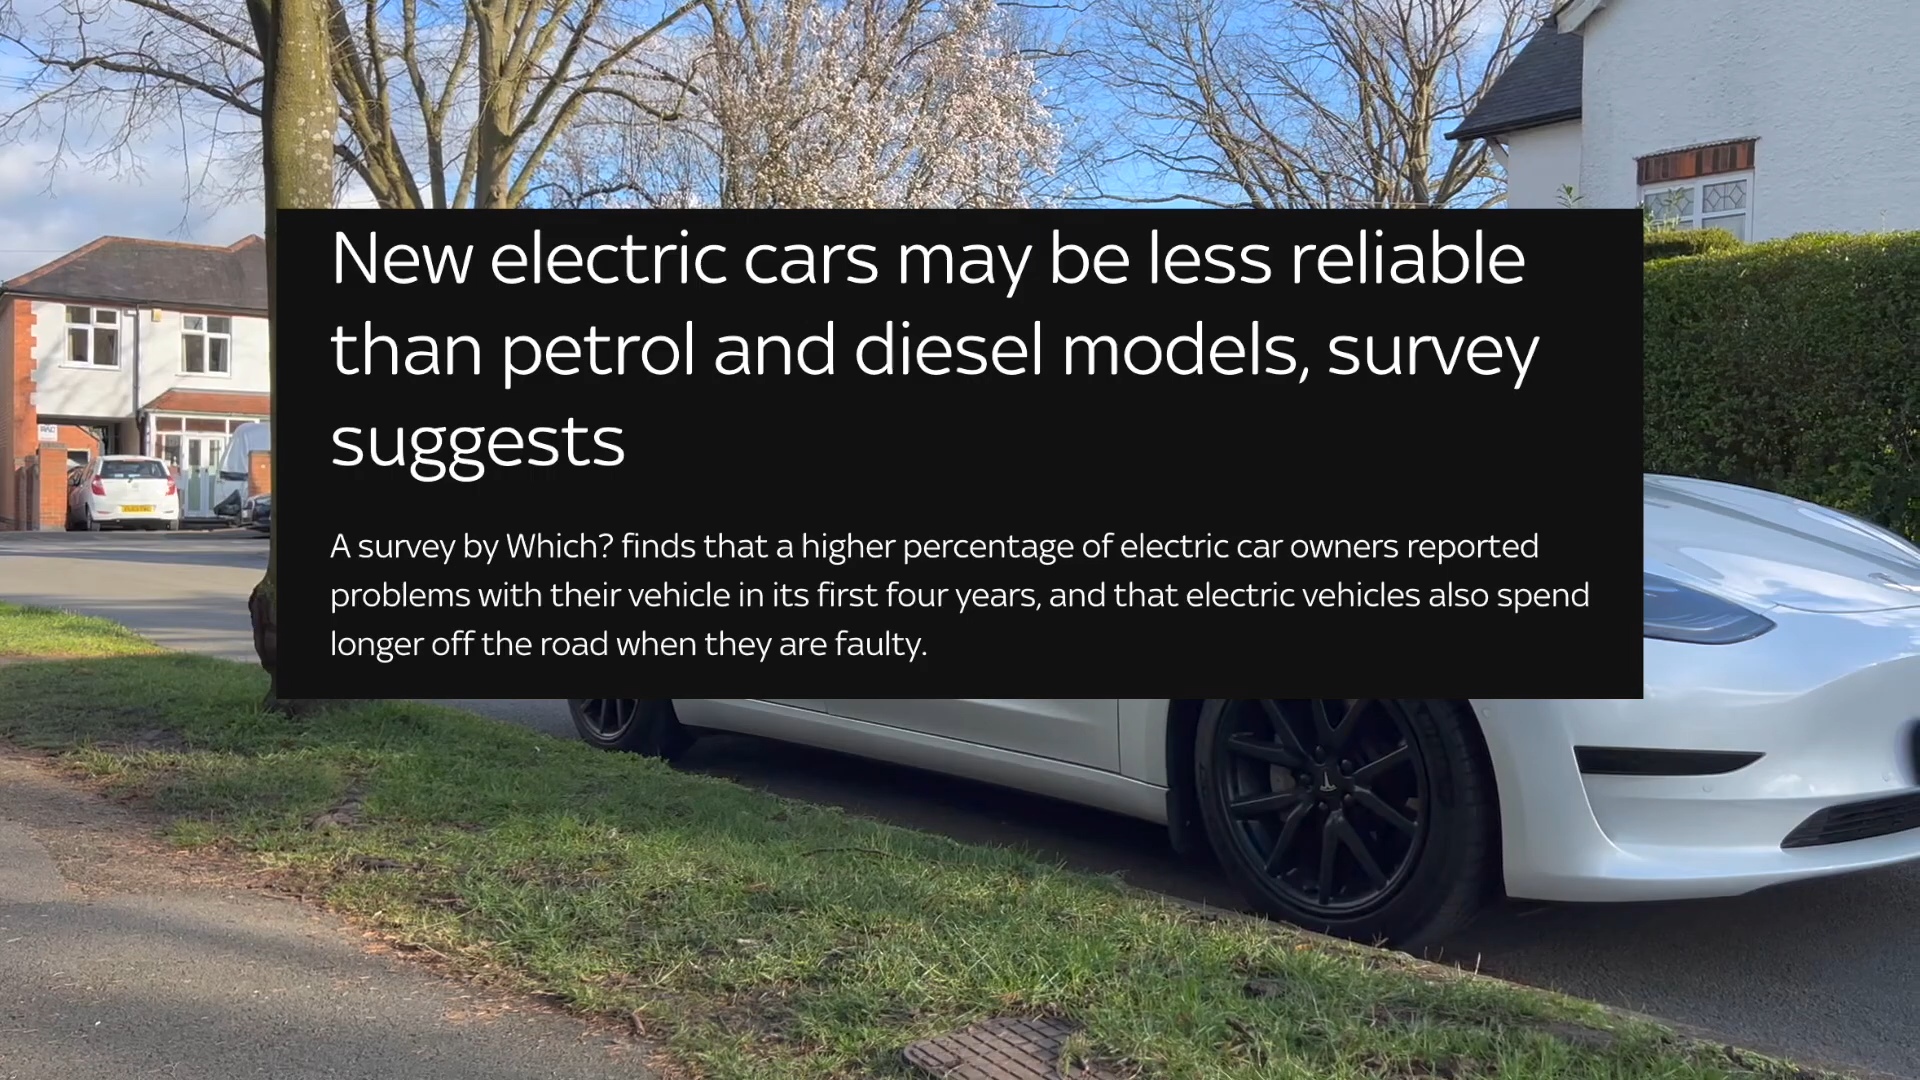 New electric cars may be less reliable
than petrol and diesel models, survey
suggests
A survey by Which? finds that a higher percentage of electric car owners reported
problems with their vehicle in its first four years, and that electric vehicles also spend
longer off the road when they are faulty.